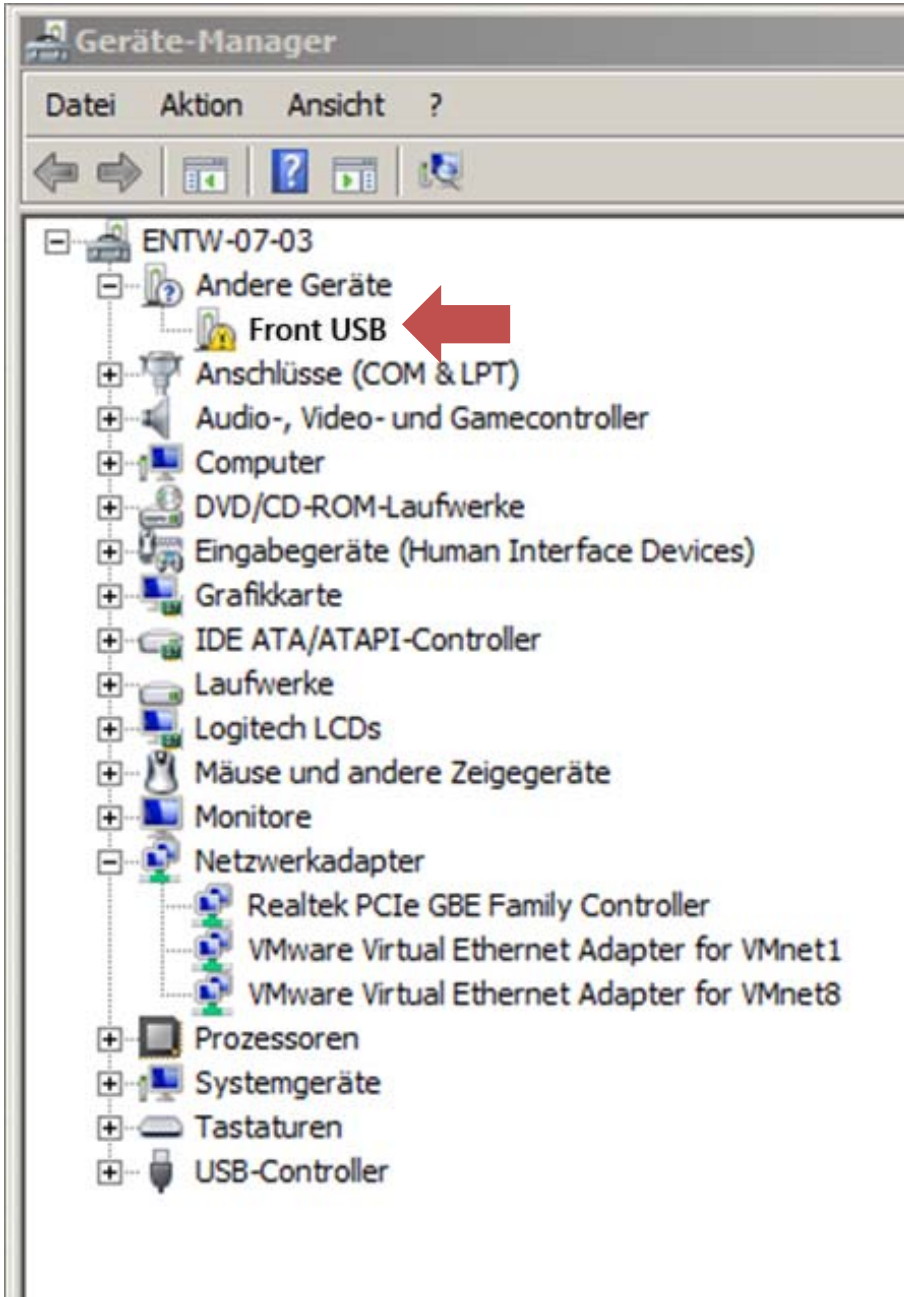 Geräte-Manager
Datei Aktion Ansicht ?
ENTW-07-03
Andere Geräte
Front USB
Anschlüsse (COM & LPT)
Audio-, Video- und Gamecontroller
Computer
DVD/CD-ROM-Laufwerke
Eingabegeräte (Human Interface Devices)
Grafikkarte
IDE ATA/ATAPI-Controller
Laufwerke
Logitech LCDs
Mäuse und andere Zeigegeräte
Monitore
Netzwerkadapter
Realtek PCIe GBE Family Controller
VMware Virtual Ethernet Adapter for VMnet1
VMware Virtual Ethernet Adapter for VMnet8
Prozessoren
Systemgeräte
Tastaturen
USB-Controller